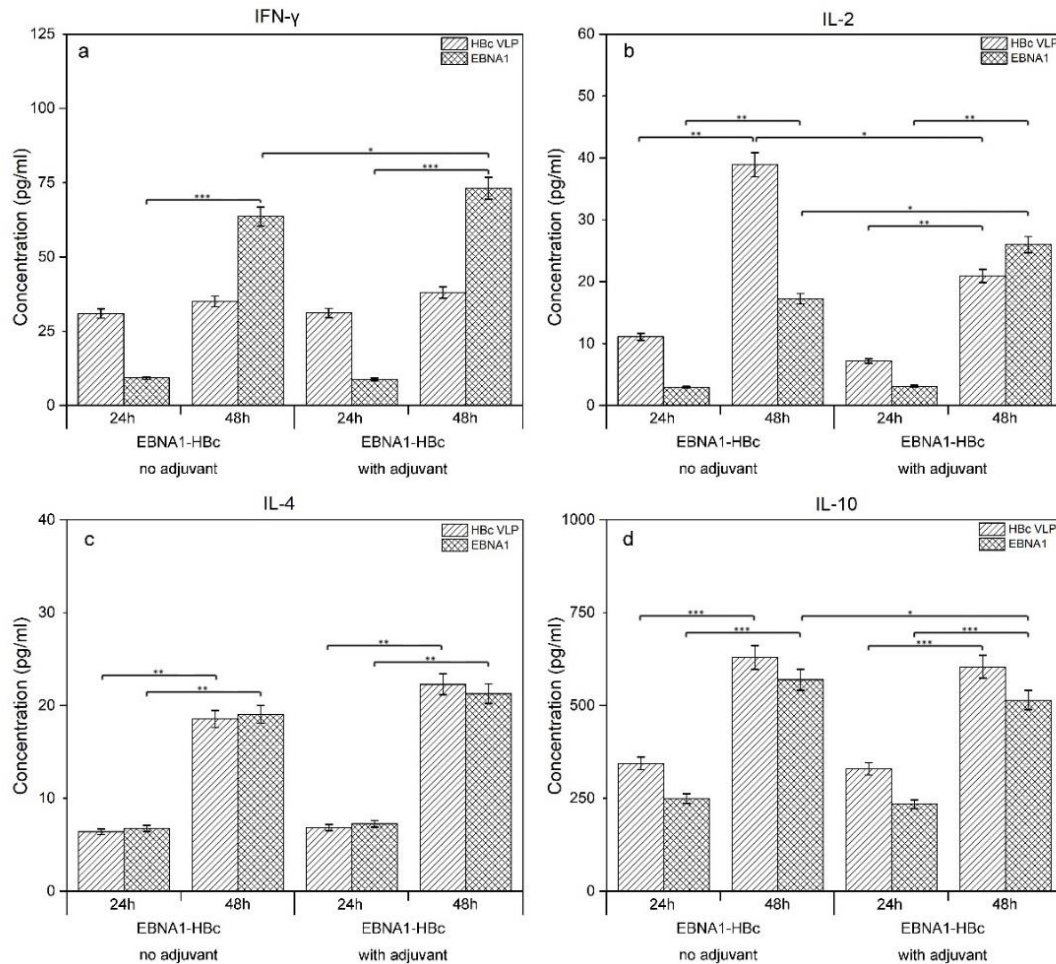 IFN-γ
a
HBc VLP
EBNA1
Concentration (pg/ml)
125
100
75
50
25
0
***
*
***
24h 48h 24h 48h
EBNA1-HBc EBNA1-HBc
no adjuvant with adjuvant
IL-2
b
HBc VLP
EBNA1
Concentration (pg/ml)
60
50
40
30
20
10
0
** **
** *
*
**
24h 48h 24h 48h
EBNA1-HBc EBNA1-HBc
no adjuvant with adjuvant
IL-4
c
HBc VLP
EBNA1
Concentration (pg/ml)
40
30
20
10
0
** **
** **
24h 48h 24h 48h
EBNA1-HBc EBNA1-HBc
no adjuvant with adjuvant
IL-10
d
HBc VLP
EBNA1
Concentration (pg/ml)
1000
750
500
250
0
*** *
*** ***
***
24h 48h 24h 48h
EBNA1-HBc EBNA1-HBc
no adjuvant with adjuvant